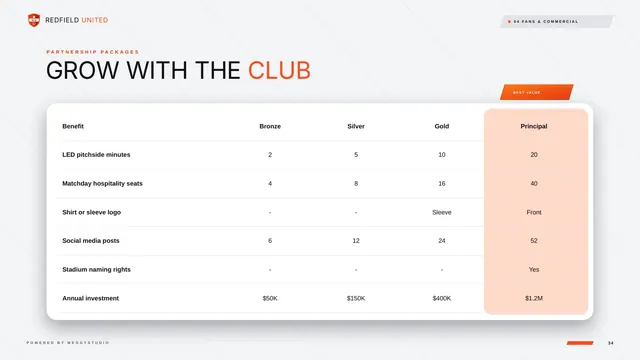 REDFIELD UNITED
04 FANS & COMMERCIAL
PARTNERSHIP PACKAGES
GROW WITH THE CLUB
BEST VALUE
Benefit Bronze Silver Gold Principal
LED pitchside minutes 2 5 10 20
Matchday hospitality seats 4 8 16 40
Shirt or sleeve logo - - Sleeve Front
Social media posts 6 12 24 52
Stadium naming rights - - - Yes
Annual investment $50K $150K $400K $1.2M
POWERED BY WEGGYSTUDIO 34